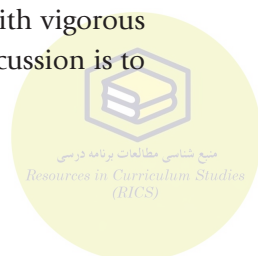 ith vigorous
cussion is to
منبع شناسی مطالعات برنامه درسی
Resources in Curriculum Studies
(RICS)